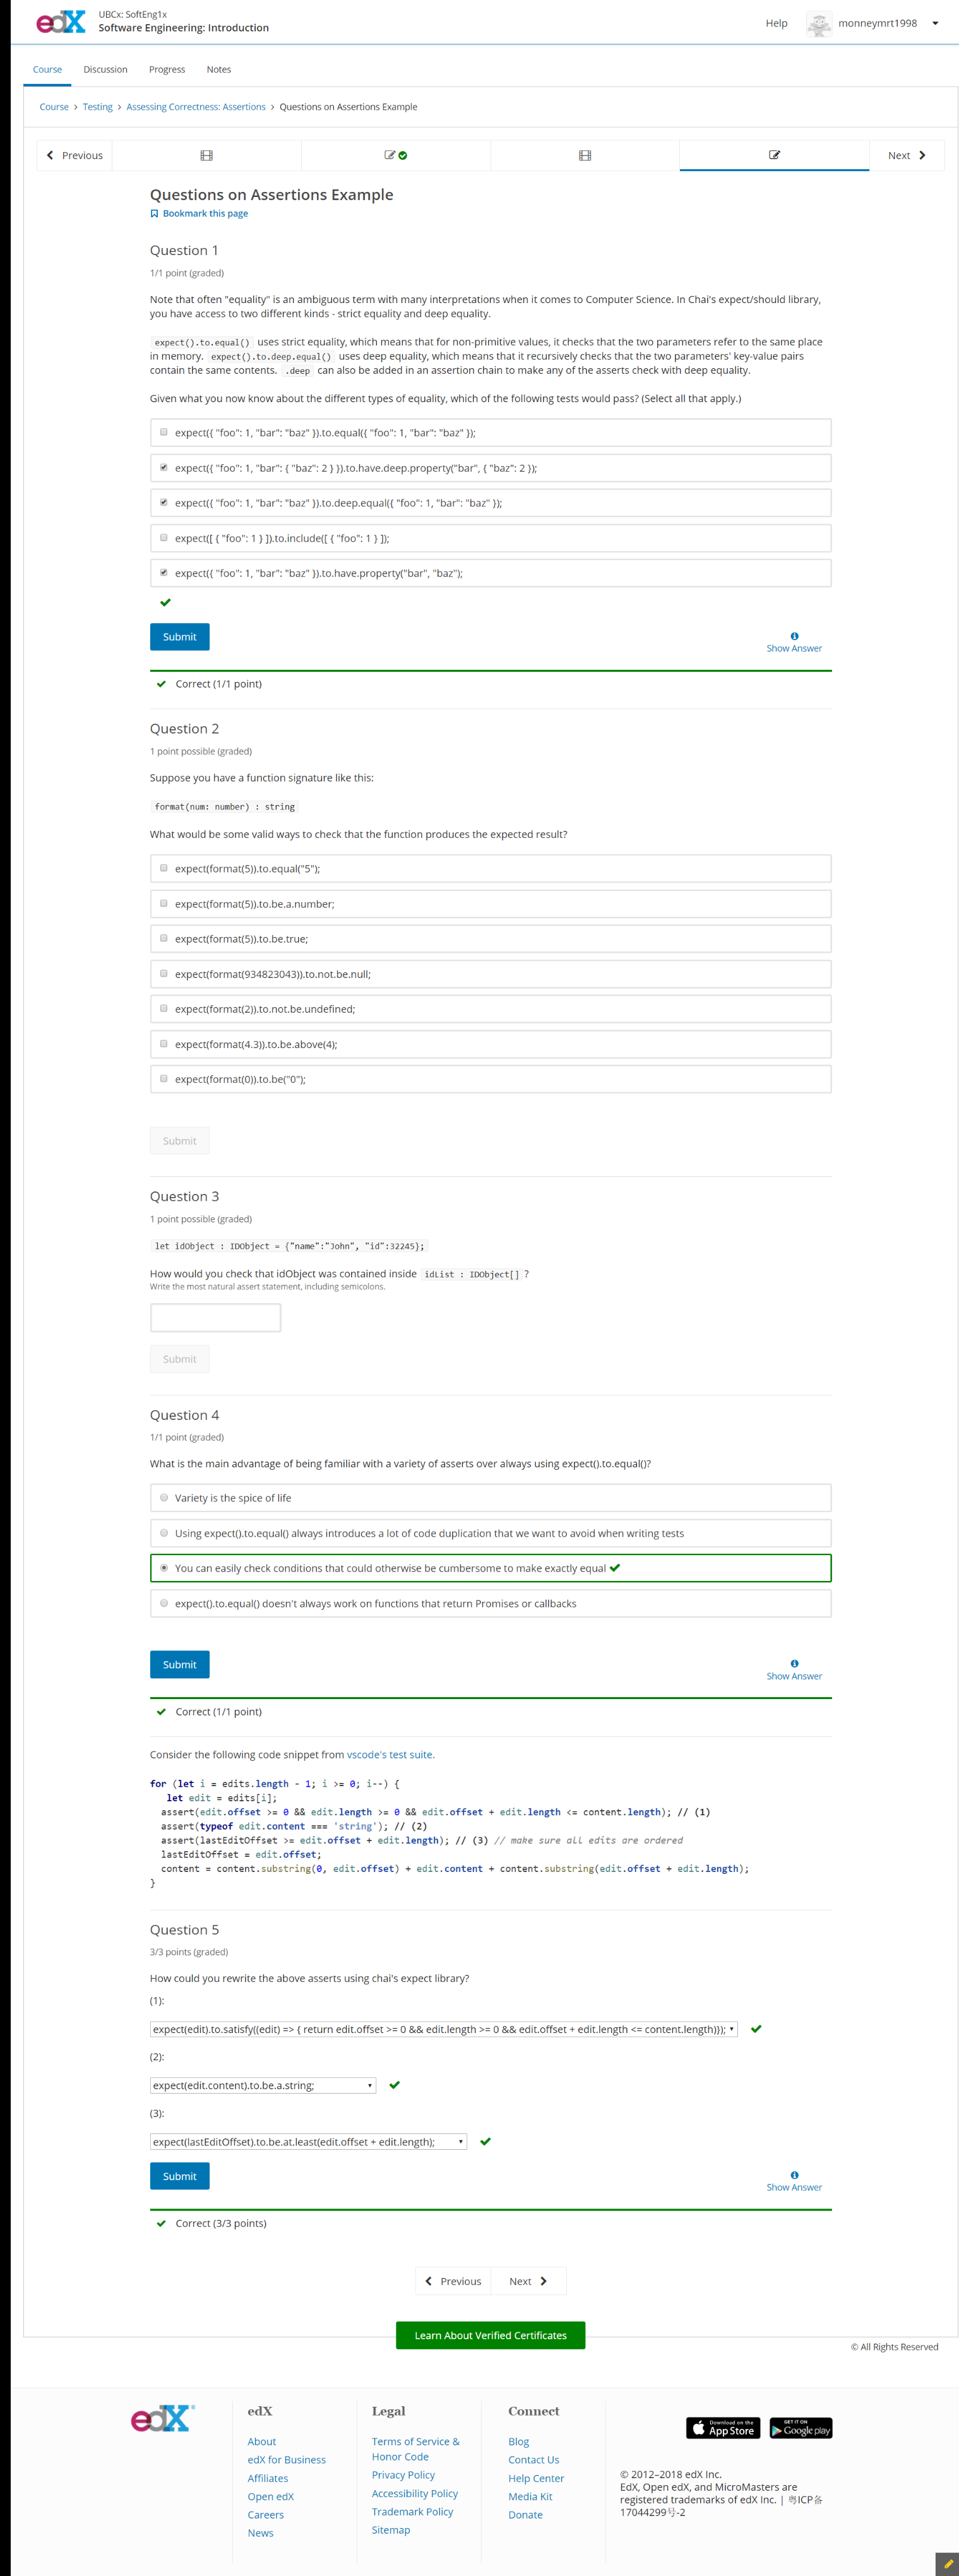 edX
UBCx: SoftEng1x
Software Engineering: Introduction
Help
monneymrt1998
Course
Discussion
Progress
Notes
Course > Testing > Assessing Correctness: Assertions > Questions on Assertions Example
Previous
Next
Questions on Assertions Example
Bookmark this page
Question 1
1/1 point (graded)
Note that often "equality" is an ambiguous term with many interpretations when it comes to Computer Science. In Chai's expect/should library,
you have access to two different kinds - strict equality and deep equality.
expect().to.equal() uses strict equality, which means that for non-primitive values, it checks that the two parameters refer to the same place
in memory. expect().to.deep.equal() uses deep equality, which means that it recursively checks that the two parameters' key-value pairs
contain the same contents. .deep can also be added in an assertion chain to make any of the asserts check with deep equality.
Given what you now know about the different types of equality, which of the following tests would pass? (Select all that apply.)
expect({ "foo": 1, "bar": "baz" }).to.equal({ "foo": 1, "bar": "baz" });
expect({ "foo": 1, "bar": { "baz": 2 } }).to.have.deep.property("bar", { "baz": 2 });
expect({ "foo": 1, "bar": "baz" }).to.deep.equal({ "foo": 1, "bar": "baz" });
expect([ { "foo": 1 } ]).to.include([ { "foo": 1 } ]);
expect({ "foo": 1, "bar": "baz" }).to.have.property("bar", "baz");
Submit
Show Answer
Correct (1/1 point)
Question 2
1 point possible (graded)
Suppose you have a function signature like this:
format(num: number) : string
What would be some valid ways to check that the function produces the expected result?
expect(format(5)).to.equal("5");
expect(format(5)).to.be.a.number;
expect(format(5)).to.be.true;
expect(format(934823043)).to.not.be.null;
expect(format(2)).to.not.be.undefined;
expect(format(4.3)).to.be.above(4);
expect(format(0)).to.be("0");
Submit
Question 3
1 point possible (graded)
let idObject : IDObject = {"name":"John", "id":32245};
How would you check that idObject was contained inside idList : IDObject[] ?
Write the most natural assert statement, including semicolons.
Submit
Question 4
1/1 point (graded)
What is the main advantage of being familiar with a variety of asserts over always using expect().to.equal()?
Variety is the spice of life
Using expect().to.equal() always introduces a lot of code duplication that we want to avoid when writing tests
You can easily check conditions that could otherwise be cumbersome to make exactly equal
expect().to.equal() doesn't always work on functions that return Promises or callbacks
Submit
Show Answer
Correct (1/1 point)
Consider the following code snippet from vscode's test suite.
for (let i = edits.length - 1; i >= 0; i--) {
let edit = edits[i];
assert(edit.offset >= 0 && edit.length >= 0 && edit.offset + edit.length <= content.length); // (1)
assert(typeof edit.content === 'string'); // (2)
assert(lastEditOffset >= edit.offset + edit.length); // (3) // make sure all edits are ordered
lastEditOffset = edit.offset;
content = content.substring(0, edit.offset) + edit.content + content.substring(edit.offset + edit.length);
}
Question 5
3/3 points (graded)
How could you rewrite the above asserts using chai's expect library?
(1):
expect(edit).to.satisfy((edit) => { return edit.offset >= 0 && edit.length >= 0 && edit.offset + edit.length <= content.length)});
(2):
expect(edit.content).to.be.a.string;
(3):
expect(lastEditOffset).to.be.at.least(edit.offset + edit.length);
Submit
Show Answer
Correct (3/3 points)
Previous
Next
Learn About Verified Certificates
© All Rights Reserved
edX
edX
About
edX for Business
Affiliates
Open edX
Careers
News
Legal
Terms of Service &
Honor Code
Privacy Policy
Accessibility Policy
Trademark Policy
Sitemap
Connect
Blog
Contact Us
Help Center
Media Kit
Donate
Download on the
App Store
GET IT ON
Google play
© 2012–2018 edX Inc.
EdX, Open edX, and MicroMasters are
registered trademarks of edX Inc. | 粤ICP备
17044299号-2